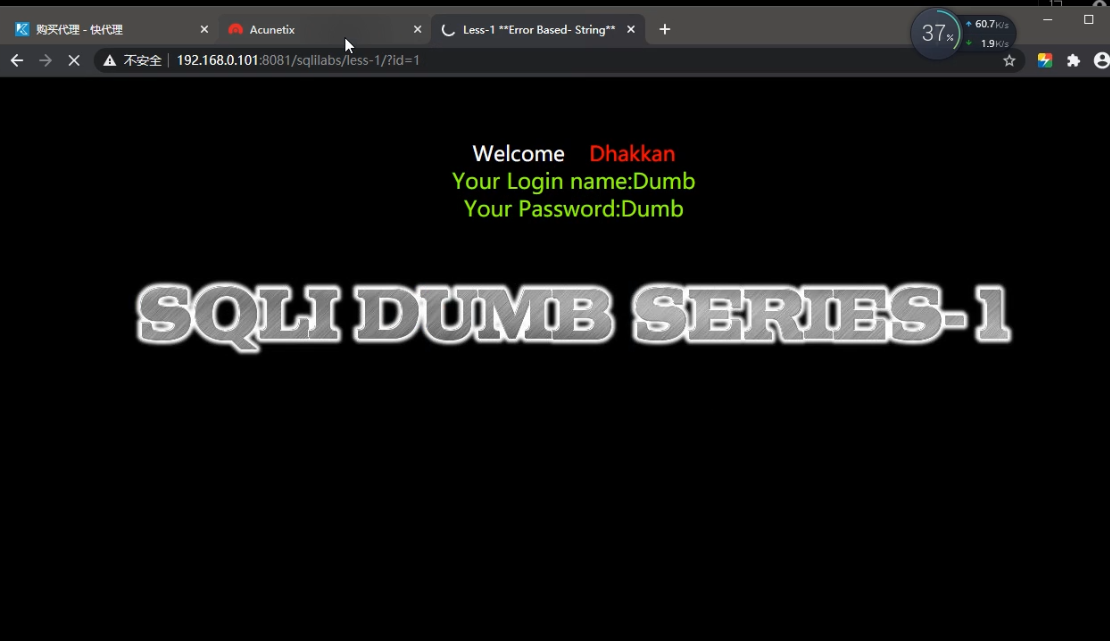 购买代理 - 快代理
Acunetix
Less-1 **Error Based- String**
37%
60.7K/s
1.9K/s
不安全
192.168.0.101:8081/sqlilabs/less-1/?id=1
Welcome Dhakkan
Your Login name:Dumb
Your Password:Dumb
SQLI DUMB SERIES-1